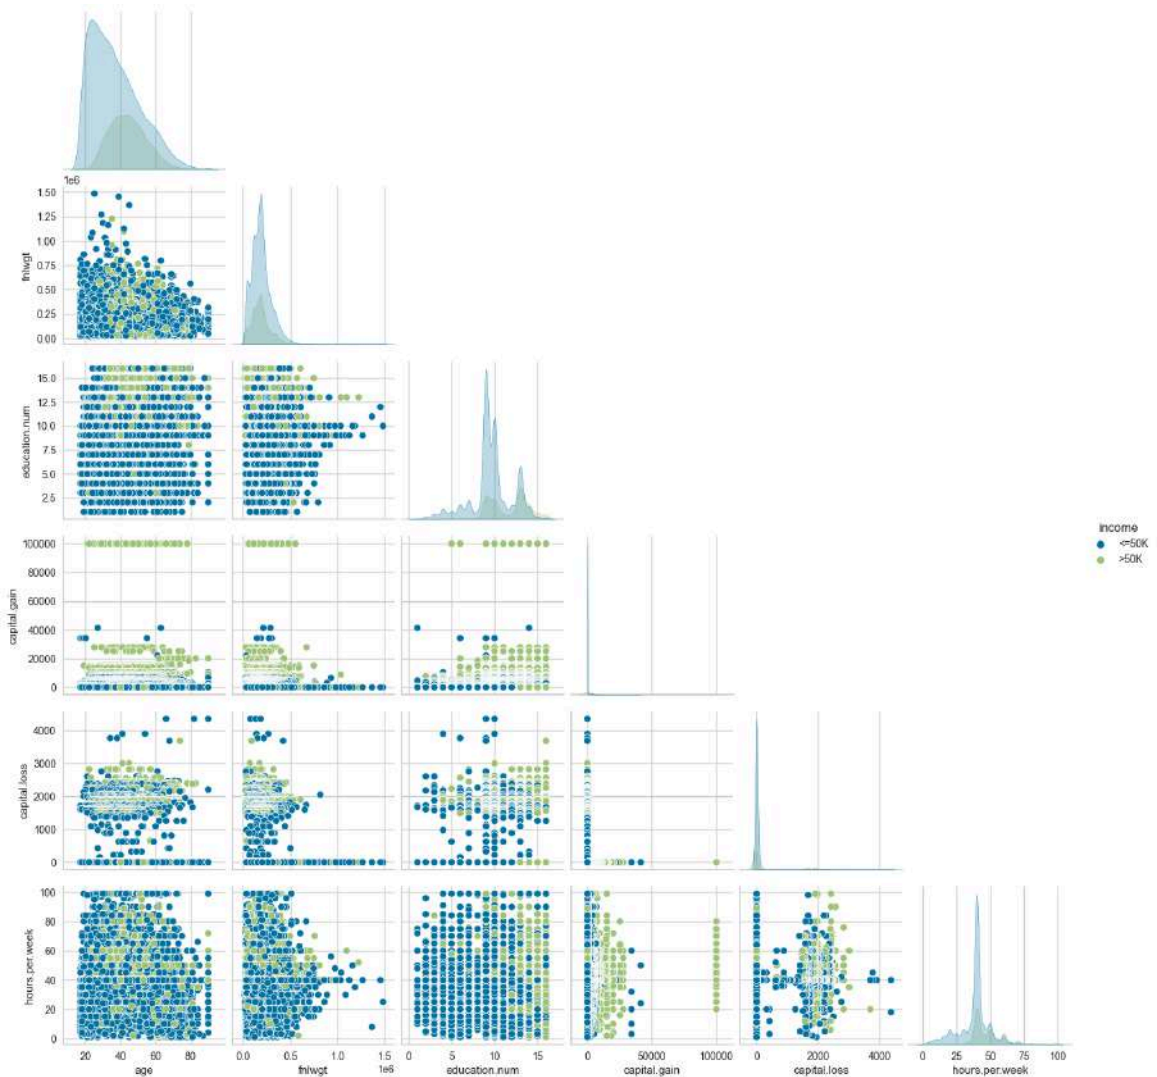 1e6
1.50
1.25
1.00
0.75
0.50
0.25
0.00
fnlwgt
15.0
12.5
10.0
7.5
5.0
2.5
education.num
100000
80000
60000
40000
20000
0
capital.gain
income
<=50K
>50K
4000
3000
2000
1000
0
capital.loss
100
80
60
40
20
0
hours.per.week
20 40 60 80
0.0 0.5 1.0 1.5
0 5 10 15
0 50000 100000
0 2000 4000
0 25 50 75 100
1e6
age fnlwgt education.num capital.gain capital.loss hours.per.week